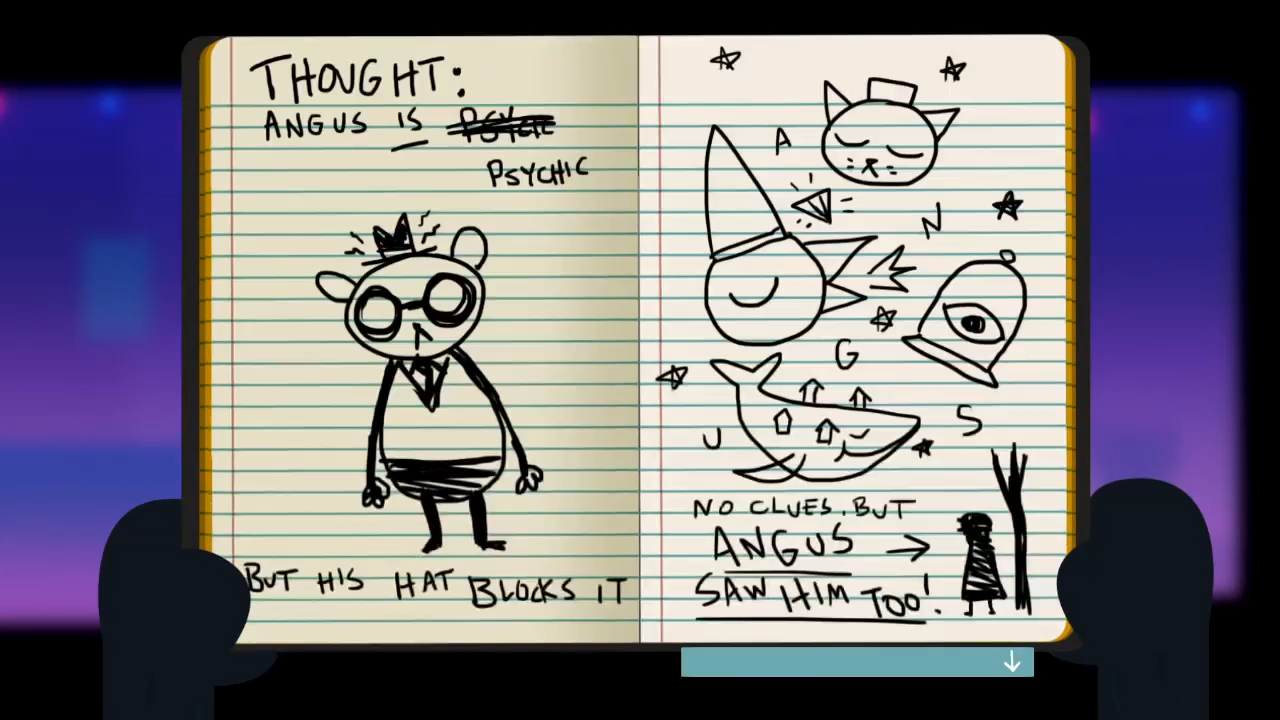 THOUGHT:
ANGUS IS
PSYCHIC
BUT HIS HAT BLOCKS IT
A
N
G
U
S
NO CLUES. BUT
ANGUS →
SAW HIM TOO!